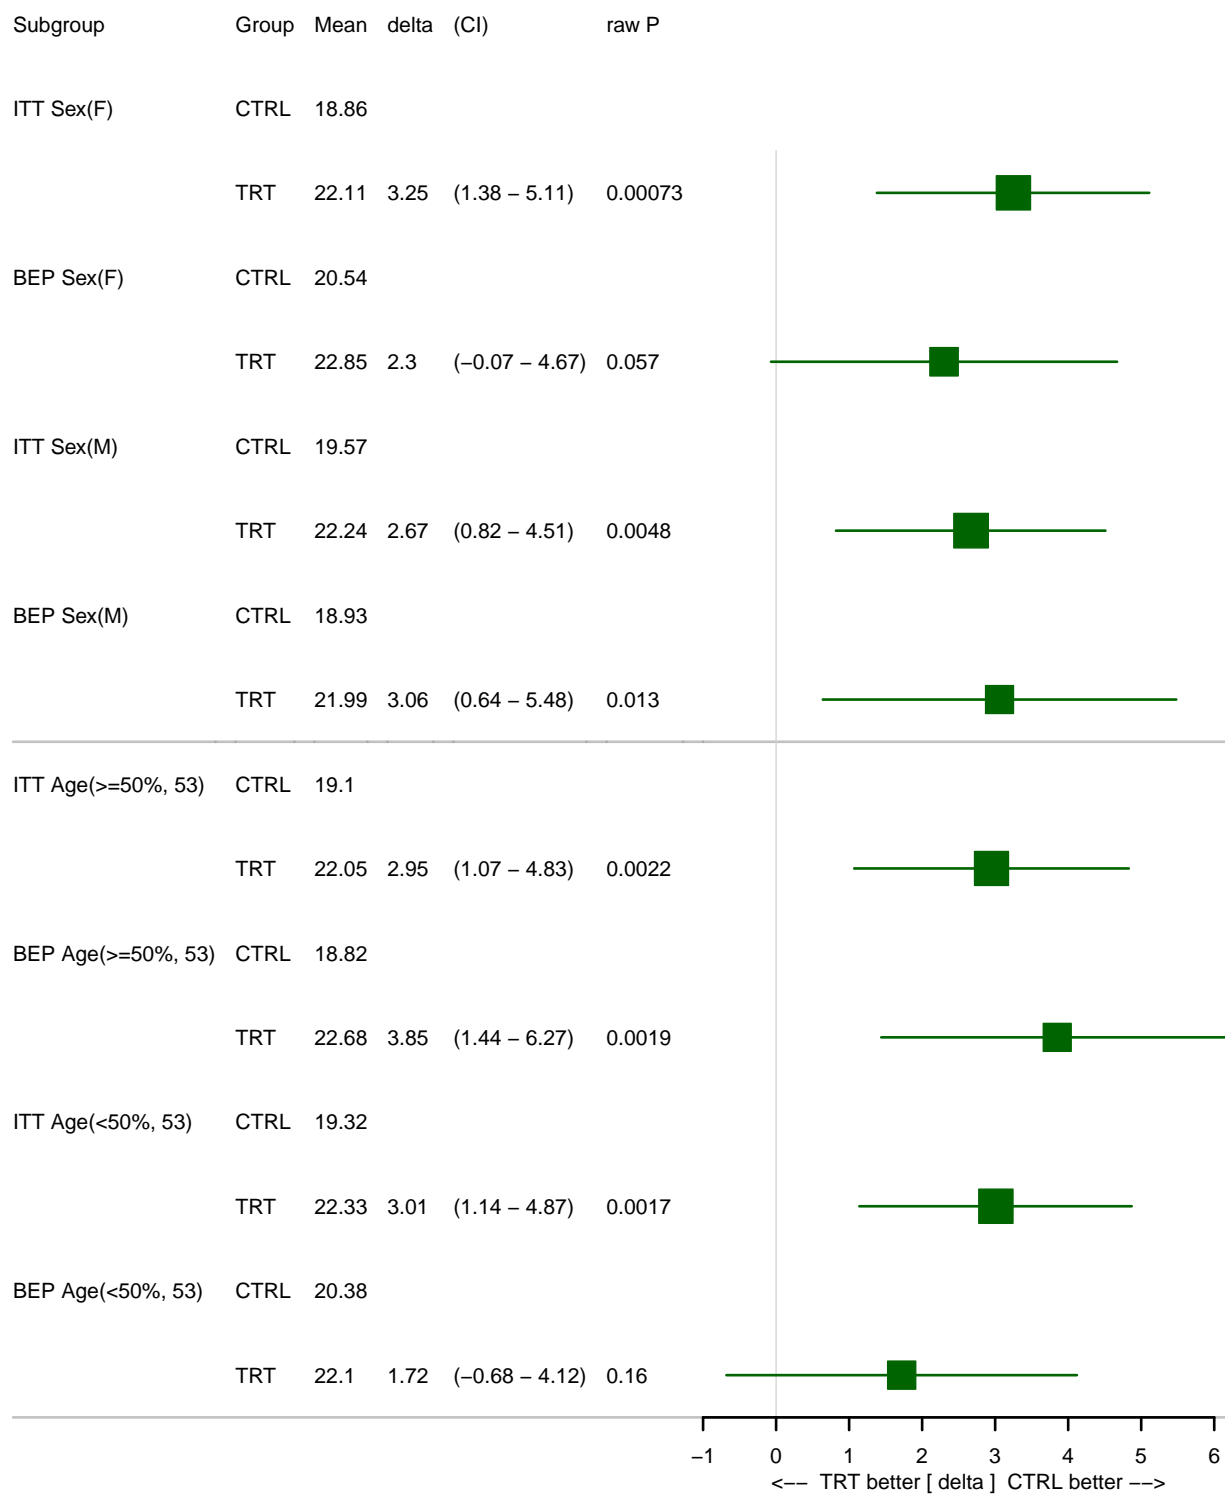 Subgroup Group Mean delta (CI) raw P
ITT Sex(F) CTRL 18.86
TRT 22.11 3.25 (1.38 − 5.11) 0.00073
BEP Sex(F) CTRL 20.54
TRT 22.85 2.3 (−0.07 − 4.67) 0.057
ITT Sex(M) CTRL 19.57
TRT 22.24 2.67 (0.82 − 4.51) 0.0048
BEP Sex(M) CTRL 18.93
TRT 21.99 3.06 (0.64 − 5.48) 0.013
ITT Age(>=50%, 53) CTRL 19.1
TRT 22.05 2.95 (1.07 − 4.83) 0.0022
BEP Age(>=50%, 53) CTRL 18.82
TRT 22.68 3.85 (1.44 − 6.27) 0.0019
ITT Age(<50%, 53) CTRL 19.32
TRT 22.33 3.01 (1.14 − 4.87) 0.0017
BEP Age(<50%, 53) CTRL 20.38
TRT 22.1 1.72 (−0.68 − 4.12) 0.16
−1 0 1 2 3 4 5 6
<−− TRT better [ delta ] CTRL better −−>